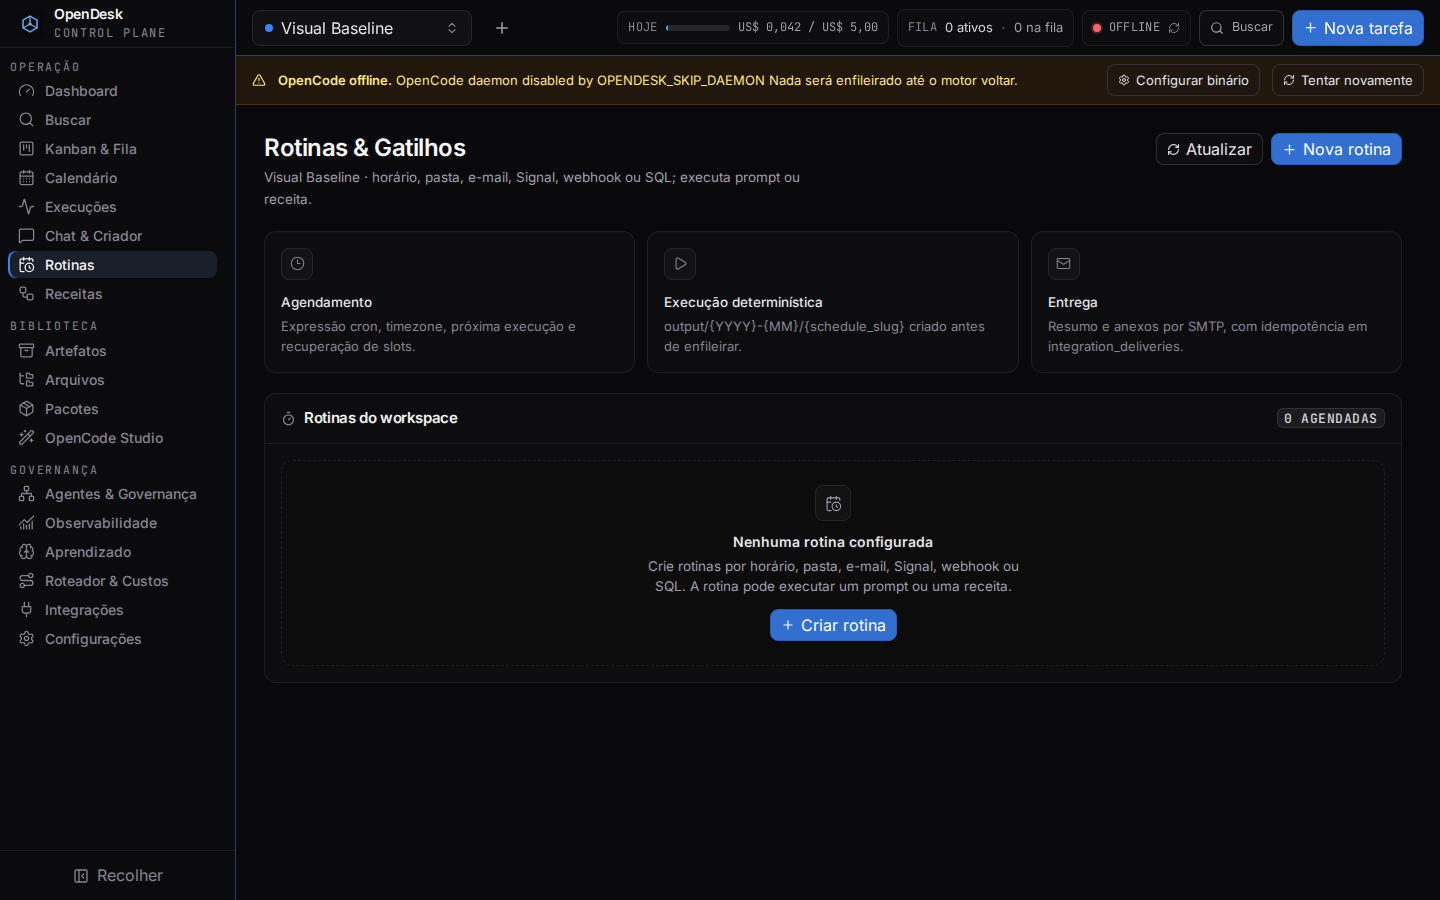 OpenDesk
CONTROL PLANE
OPERAÇÃO
Dashboard
Buscar
Kanban & Fila
Calendário
Execuções
Chat & Criador
Rotinas
Receitas
BIBLIOTECA
Artefatos
Arquivos
Pacotes
OpenCode Studio
GOVERNANÇA
Agentes & Governança
Observabilidade
Aprendizado
Roteador & Custos
Integrações
Configurações
Recolher
Visual Baseline
HOJE US$ 0,042 / US$ 5,00
FILA 0 ativos · 0 na fila
OFFLINE
Buscar
Nova tarefa
OpenCode offline. OpenCode daemon disabled by OPENDESK_SKIP_DAEMON Nada será enfileirado até o motor voltar.
Configurar binário
Tentar novamente
Rotinas & Gatilhos
Visual Baseline · horário, pasta, e-mail, Signal, webhook ou SQL; executa prompt ou
receita.
Atualizar
Nova rotina
Agendamento
Expressão cron, timezone, próxima execução e
recuperação de slots.
Execução determinística
output/{YYYY}-{MM}/{schedule_slug} criado antes
de enfileirar.
Entrega
Resumo e anexos por SMTP, com idempotência em
integration_deliveries.
Rotinas do workspace
0 AGENDADAS
Nenhuma rotina configurada
Crie rotinas por horário, pasta, e-mail, Signal, webhook ou
SQL. A rotina pode executar um prompt ou uma receita.
Criar rotina